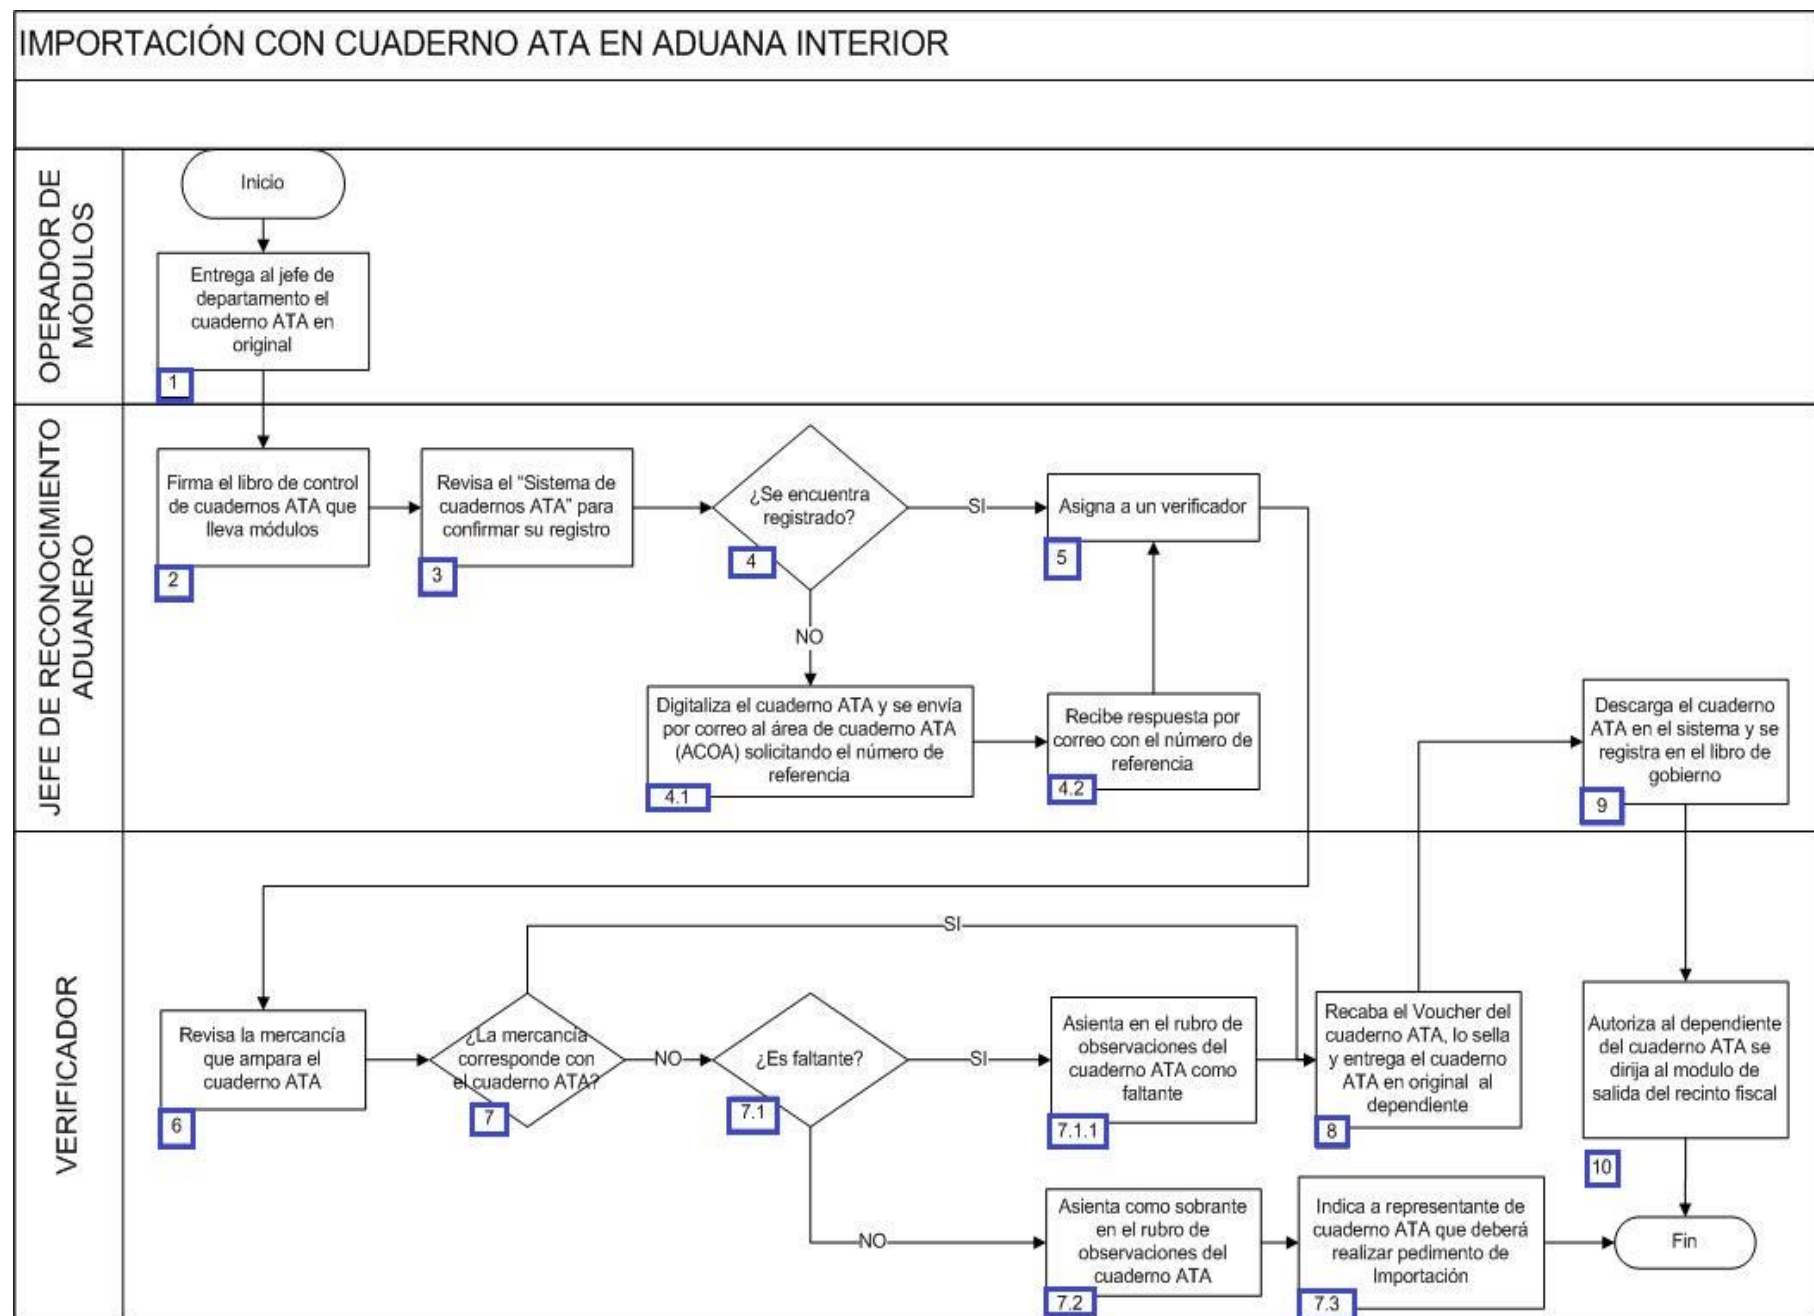 IMPORTACIÓN CON CUADERNO ATA EN ADUANA INTERIOR
OPERADOR DE
MÓDULOS
Inicio
Entrega al jefe de
departamento el
cuaderno ATA en
original
1
JEFE DE RECONOCIMIENTO
ADUANERO
Firma el libro de control
de cuadernos ATA que
lleva módulos
2
Revisa el “Sistema de
cuadernos ATA” para
confirmar su registro
3
¿Se encuentra
registrado?
4
SI
Asigna a un verificador
5
NO
Digitaliza el cuaderno ATA y se envía
por correo al área de cuaderno ATA
(ACOA) solicitando el número de
referencia
4.1
Recibe respuesta por
correo con el número de
referencia
4.2
Descarga el cuaderno
ATA en el sistema y se
registra en el libro de
gobierno
9
VERIFICADOR
Revisa la mercancía
que ampara el
cuaderno ATA
6
SI
¿La mercancía
corresponde con
el cuaderno ATA?
7
NO
¿Es faltante?
7.1
SI
Asienta en el rubro de
observaciones del
cuaderno ATA como
faltante
7.1.1
Recaba el Voucher del
cuaderno ATA, lo sella
y entrega el cuaderno
ATA en original al
dependiente
8
Autoriza al dependiente
del cuaderno ATA se
dirija al modulo de
salida del recinto fiscal
10
NO
Asienta como sobrante
en el rubro de
observaciones del
cuaderno ATA
7.2
Indica a representante de
cuaderno ATA que deberá
realizar pedimento de
Importación
7.3
Fin